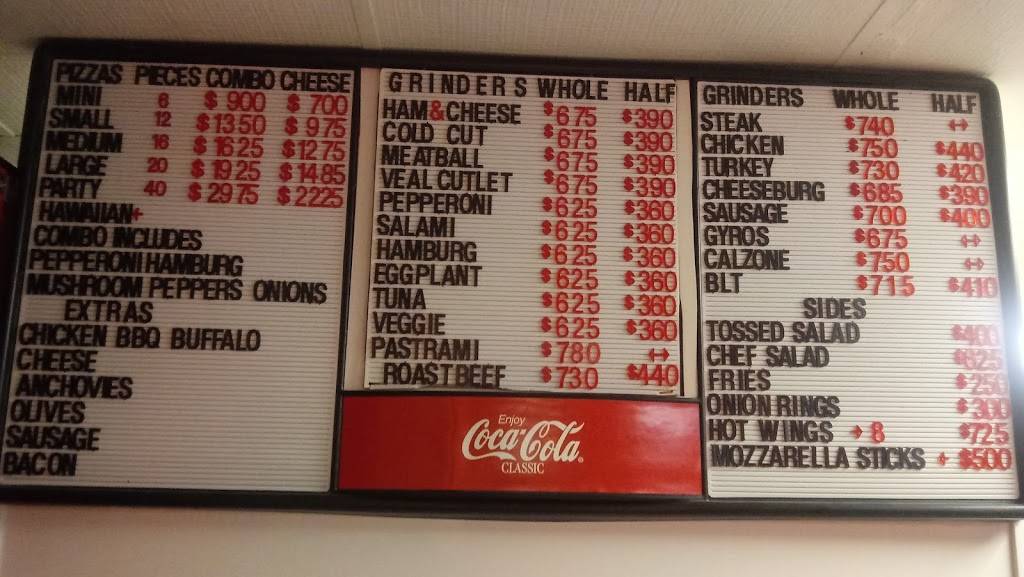 PIZZAS PIECES COMBO CHEESE
MINI 6 $900 $700
SMALL 12 $1350 $975
MEDIUM 16 $1625 $1275
LARGE 20 $1925 $1485
PARTY 40 $2975 $2225
HAWAIIAN+
COMBO INCLUDES
PEPPERONI HAMBURG
MUSHROOM PEPPERS ONIONS
EXTRAS
CHICKEN BBQ BUFFALO
CHEESE
ANCHOVIES
OLIVES
SAUSAGE
BACON
GRINDERS WHOLE HALF
HAM&CHEESE $675 $390
COLD CUT $675 $390
MEATBALL $675 $390
VEAL CUTLET $675 $390
PEPPERONI $625 $360
SALAMI $625 $360
HAMBURG $625 $360
EGGPLANT $625 $360
TUNA $625 $360
VEGGIE $625 $360
PASTRAMI $780 ↔
ROAST BEEF $730 $440
Enjoy
Coca-Cola
CLASSIC
GRINDERS WHOLE HALF
STEAK $740 ↔
CHICKEN $750 $440
TURKEY $730 $420
CHEESEBURG $685 $390
SAUSAGE $700 $400
GYROS $675 ↔
CALZONE $750 ↔
BLT $715 $410
SIDES
TOSSED SALAD $400
CHEF SALAD $625
FRIES $250
ONION RINGS $300
HOT WINGS → 8 $725
MOZZARELLA STICKS $500